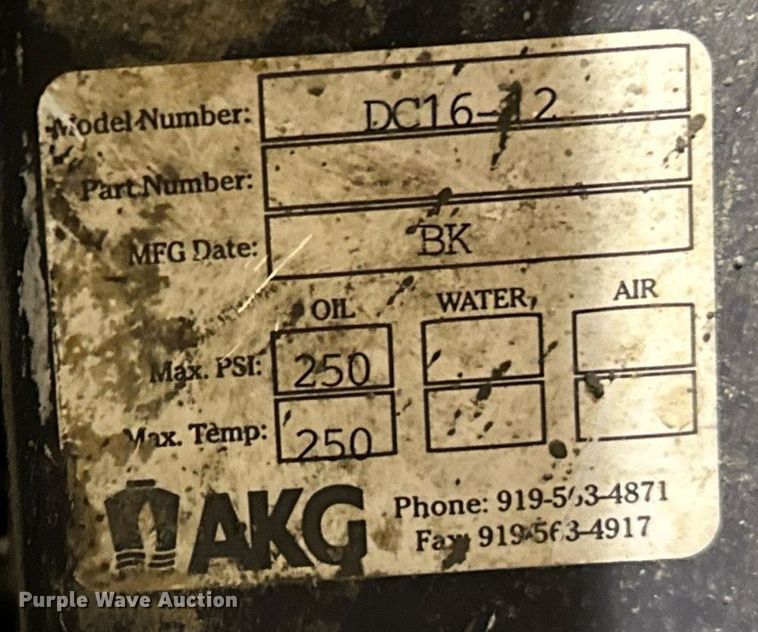 Model Number: DC16-12
Part Number:
MFG Date: BK
OIL WATER AIR
Max. PSI: 250
Max. Temp: 250
AKG
Phone: 919-563-4871
Fax: 919-563-4917
Purple Wave Auction